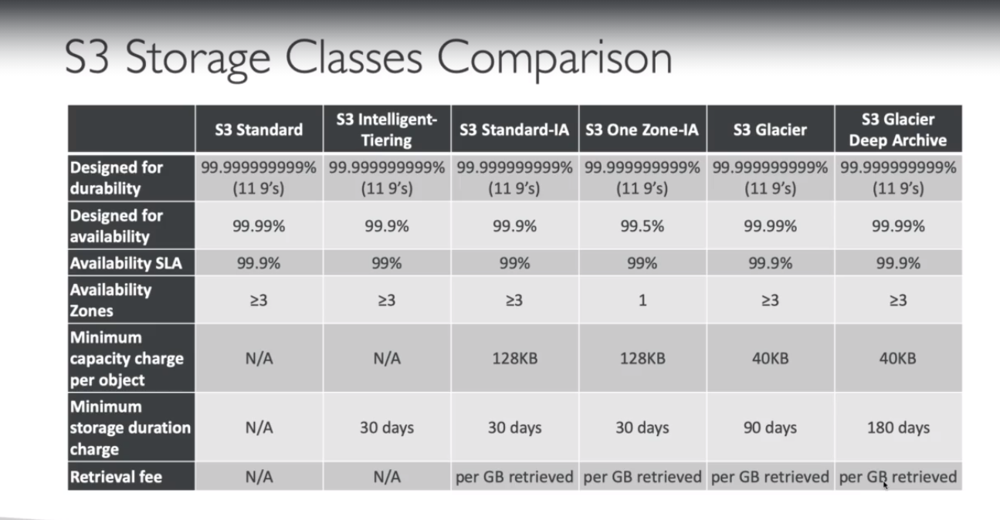 S3 Storage Classes Comparison
S3 Standard
S3 Intelligent-
Tiering
S3 Standard-IA
S3 One Zone-IA
S3 Glacier
S3 Glacier
Deep Archive
Designed for
durability
99.999999999%
(11 9’s)
99.999999999%
(11 9’s)
99.999999999%
(11 9’s)
99.999999999%
(11 9’s)
99.999999999%
(11 9’s)
99.999999999%
(11 9’s)
Designed for
availability
99.99%
99.9%
99.9%
99.5%
99.99%
99.99%
Availability SLA
99.9%
99%
99%
99%
99.9%
99.9%
Availability
Zones
≥3
≥3
≥3
1
≥3
≥3
Minimum
capacity charge
per object
N/A
N/A
128KB
128KB
40KB
40KB
Minimum
storage duration
charge
N/A
30 days
30 days
30 days
90 days
180 days
Retrieval fee
N/A
N/A
per GB retrieved
per GB retrieved
per GB retrieved
per GB retrieved